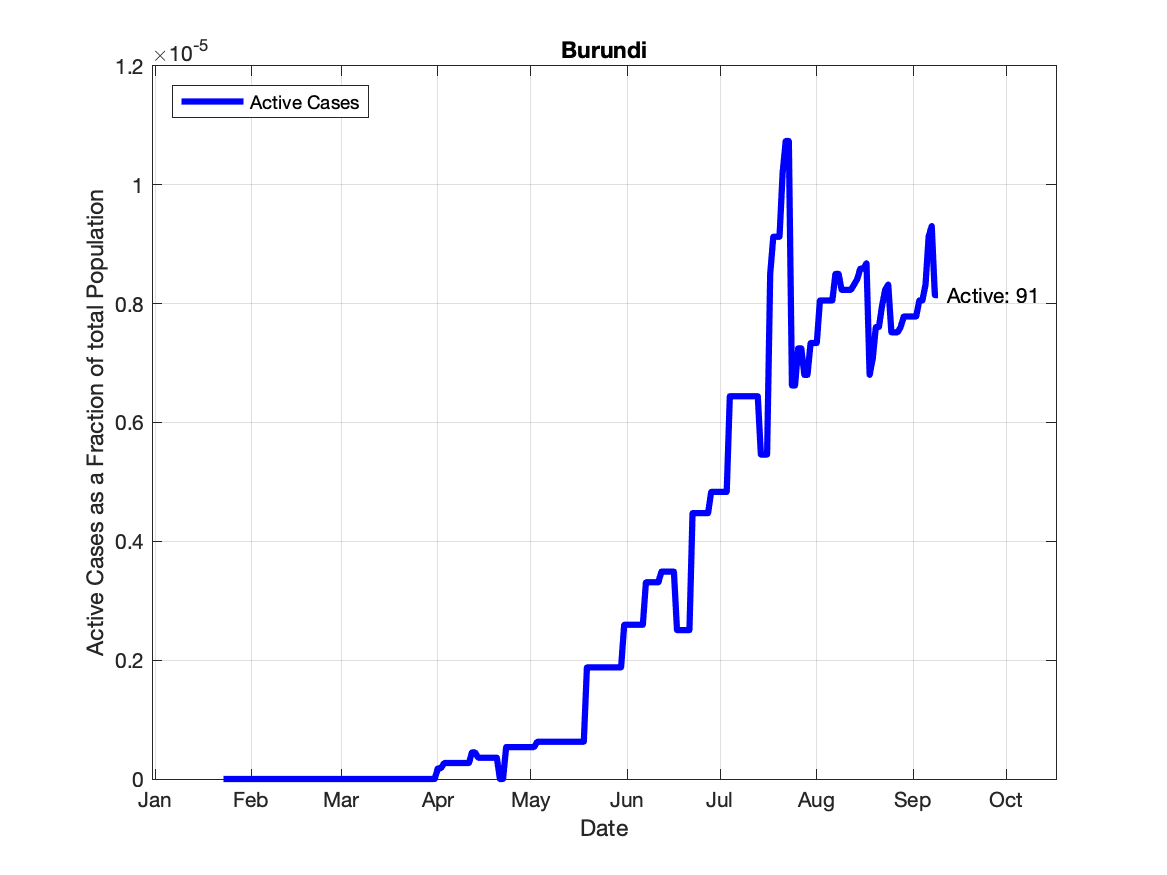 Burundi
×10⁻⁵
1.2
1
0.8
0.6
0.4
0.2
0
Active Cases as a Fraction of total Population
Active Cases
Active: 91
Jan Feb Mar Apr May Jun Jul Aug Sep Oct
Date